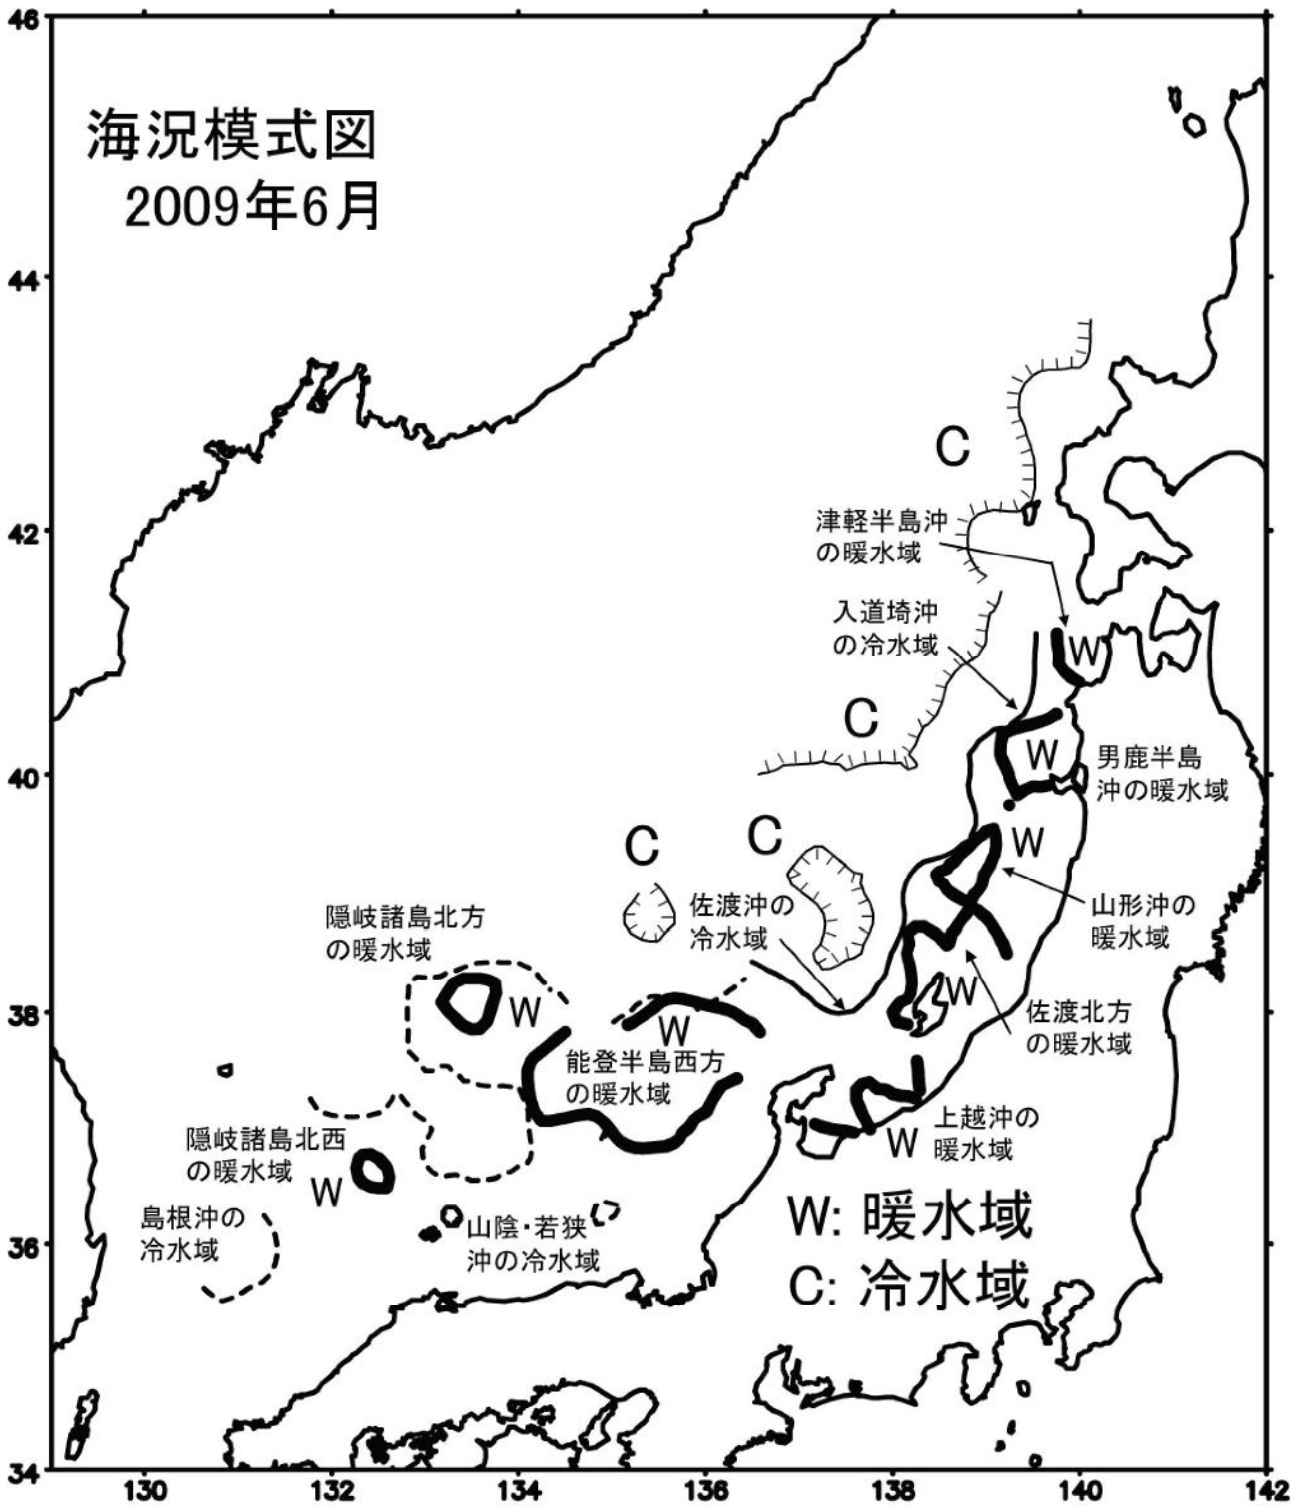 46
海況模式図
2009年6月
44
C
42
津軽半島沖
の暖水域
入道埼沖
の冷水域
W
C
W
男鹿半島
沖の暖水域
40
C
C
W
隠岐諸島北方
の暖水域
佐渡沖の
冷水域
山形沖の
暖水域
W
W
W
佐渡北方
の暖水域
38
能登半島西方
の暖水域
隠岐諸島北西
の暖水域
W
上越沖の
暖水域
W
島根沖の
冷水域
山陰・若狭
沖の冷水域
W: 暖水域
C: 冷水域
36
34
130
132
134
136
138
140
142